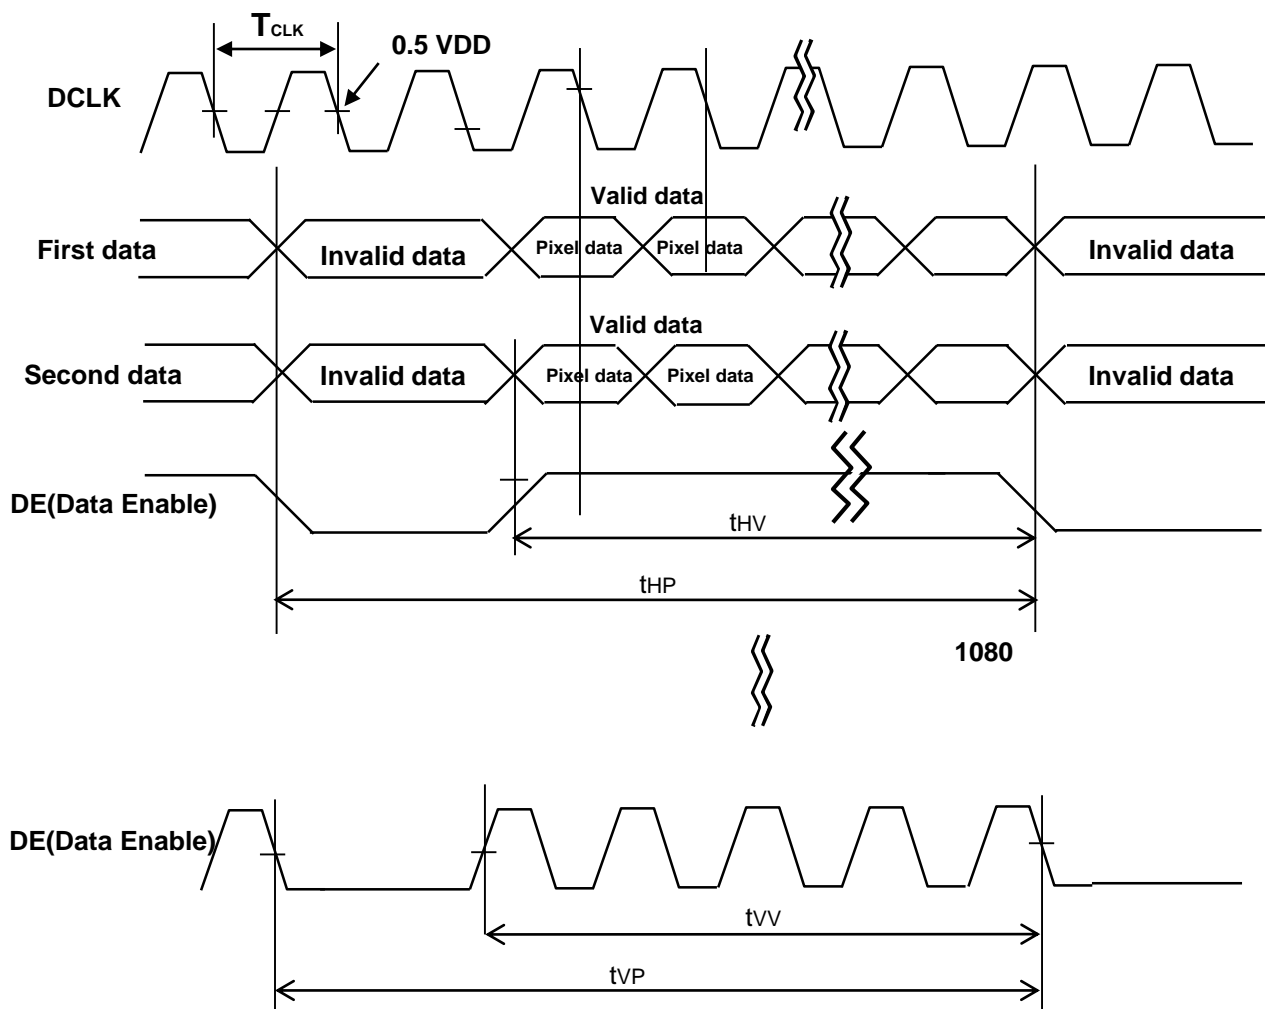 TCLK
0.5 VDD
DCLK
Valid data
First data
Invalid data
Pixel data
Pixel data
Invalid data
Valid data
Second data
Invalid data
Pixel data
Pixel data
Invalid data
DE(Data Enable)
tHV
tHP
1080
DE(Data Enable)
tVV
tVP